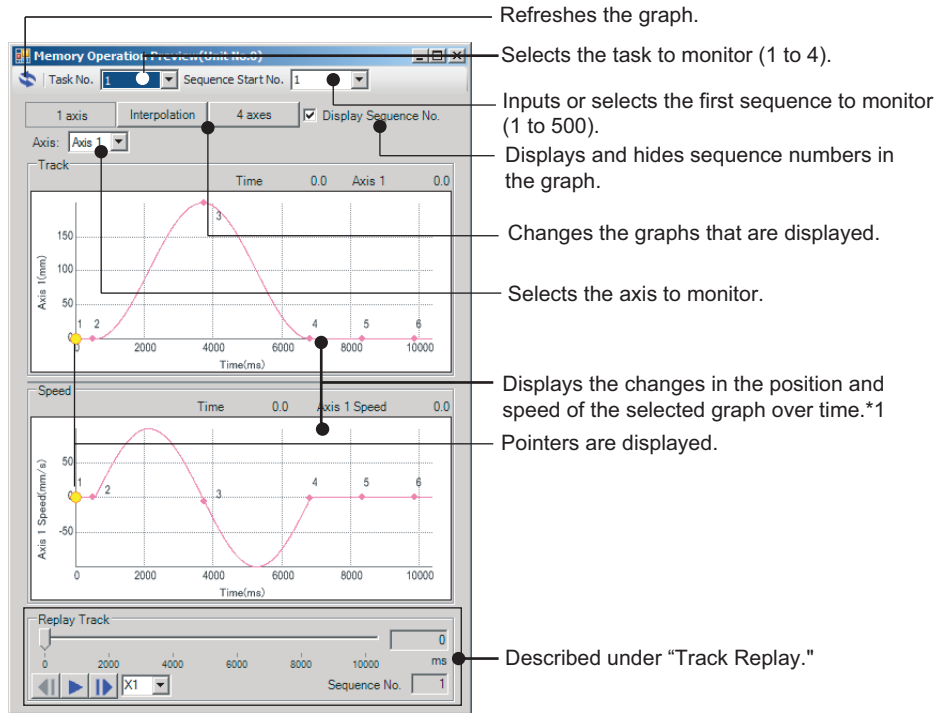 Refreshes the graph.
Memory Operation Preview(Unit No.0)
Selects the task to monitor (1 to 4).
Task No. 1 Sequence Start No. 1
Inputs or selects the first sequence to monitor
(1 to 500).
1 axis Interpolation 4 axes Display Sequence No.
Displays and hides sequence numbers in
the graph.
Axis: Axis 1
Track
Time 0.0 Axis 1 0.0
Changes the graphs that are displayed.
Selects the axis to monitor.
Axis 1(mm)
150
100
50
0
1 2 3 4 5 6
2000 4000 6000 8000 10000
Time(ms)
Displays the changes in the position and
speed of the selected graph over time.*1
Speed
Time 0.0 Axis 1 Speed 0.0
Pointers are displayed.
Axis 1 Speed(mm/s)
50
0
-50
1 2 3 4 5 6
0 2000 4000 6000 8000 10000
Time(ms)
Replay Track
0
0 2000 4000 6000 8000 10000 ms
Described under “Track Replay."
X1 Sequence No. 1